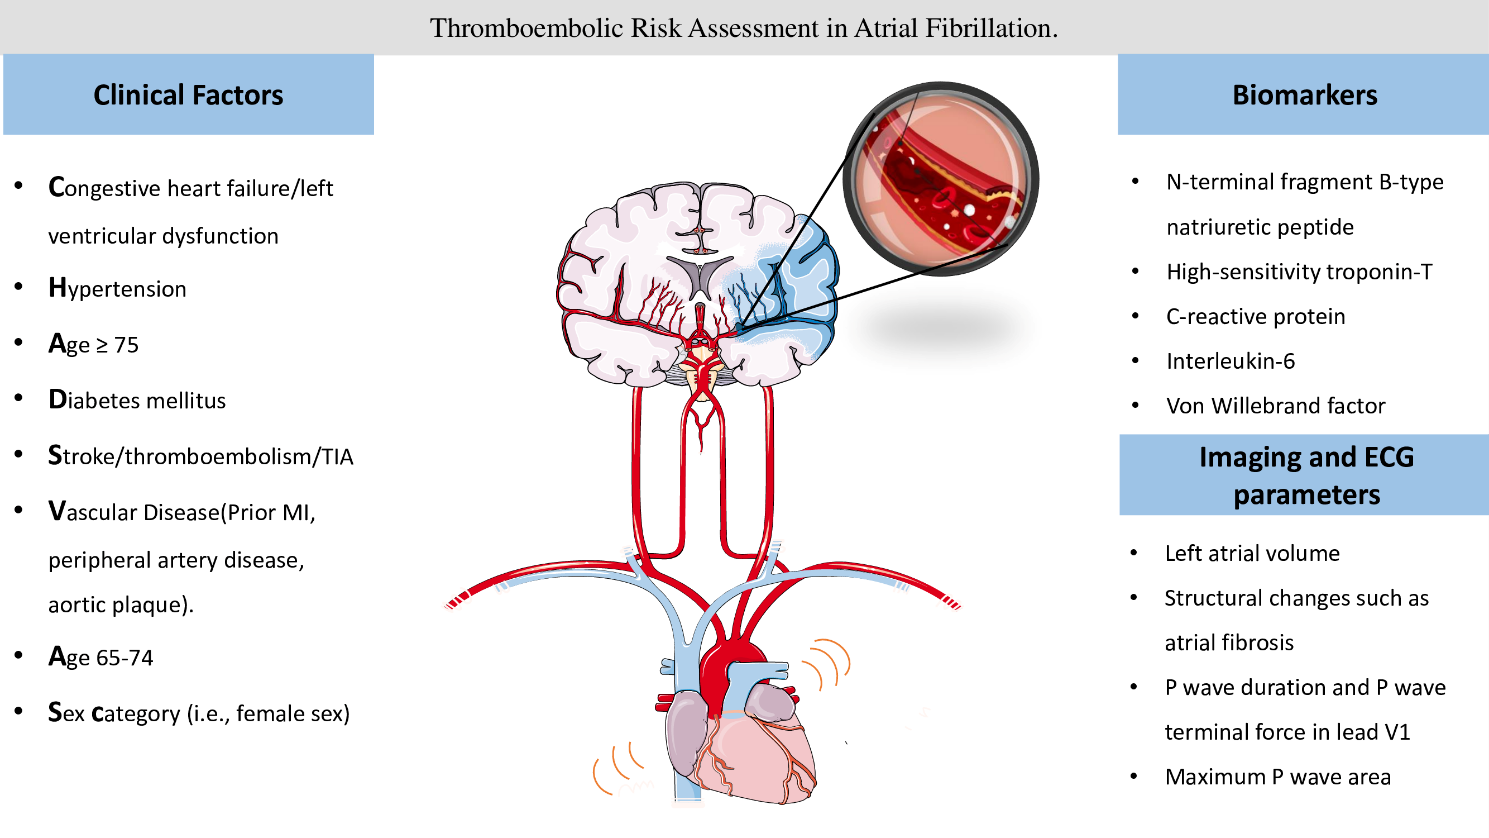 Thromboembolic Risk Assessment in Atrial Fibrillation.
Clinical Factors
• Congestive heart failure/left
ventricular dysfunction
• Hypertension
• Age ≥ 75
• Diabetes mellitus
• Stroke/thromboembolism/TIA
• Vascular Disease(Prior MI,
peripheral artery disease,
aortic plaque).
• Age 65-74
• Sex category (i.e., female sex)
Biomarkers
• N-terminal fragment B-type
natriuretic peptide
• High-sensitivity troponin-T
• C-reactive protein
• Interleukin-6
• Von Willebrand factor
Imaging and ECG
parameters
• Left atrial volume
• Structural changes such as
atrial fibrosis
• P wave duration and P wave
terminal force in lead V1
• Maximum P wave area